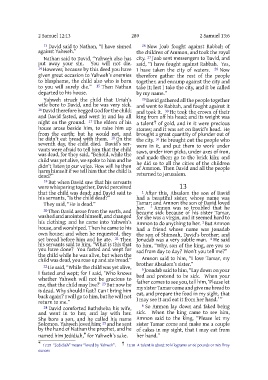 2 Samuel 12:13
280
2 Samuel 13:6
13 David said to Nathan, "I have sinned
against Yahweh."
Nathan said to David, "Yahweh also has
put away your sin. You will not die.
14 However, because by this deed you have
given great occasion to Yahweh's enemies
to blaspheme, the child also who is born
to you will surely die." 15 Then Nathan
departed to his house.
Yahweh struck the child that Uriah's
wife bore to David, and he was very sick.
16 David therefore begged God for the child;
and David fasted, and went in and lay all
night on the ground. 17 The elders of his
house arose beside him, to raise him up
from the earth; but he would not, and
he didn't eat bread with them. 18 On the
seventh day, the child died. David's ser-
vants were afraid to tell him that the child
was dead, for they said, "Behold, while the
child was yet alive, we spoke to him and he
didn't listen to our voice. How will he then
harm himself if we tell him that the child is
dead?"
19 But when David saw that his servants
were whispering together, David perceived
that the child was dead; and David said to
his servants, "Is the child dead?"
They said, "He is dead."
20 Then David arose from the earth, and
washed and anointed himself, and changed
his clothing; and he came into Yahweh's
house, and worshiped. Then he came to his
own house; and when he requested, they
set bread before him and he ate. 21 Then
his servants said to him, "What is this that
you have done? You fasted and wept for
the child while he was alive, but when the
child was dead, you rose up and ate bread."
22 He said, "While the child was yet alive,
I fasted and wept; for I said, 'Who knows
whether Yahweh will not be gracious to
me, that the child may live?' 23 But now he
is dead. Why should I fast? Can I bring him
back again? I will go to him, but he will not
return to me."
24 David comforted Bathsheba his wife,
and went in to her, and lay with her.
She bore a son, and he called his name
Solomon. Yahweh loved him; 25 and he sent
by the hand of Nathan the prophet, and he
named him Jedidiah,* for Yahweh's sake.
26 Now Joab fought against Rabbah of
the children of Ammon, and took the royal
city. 27 Joab sent messengers to David, and
said, "I have fought against Rabbah. Yes,
I have taken the city of waters. 28 Now
therefore gather the rest of the people
together, and encamp against the city and
take it; lest I take the city, and it be called
by my name."
29 David gathered all the people together
and went to Rabbah, and fought against it
and took it. 30 He took the crown of their
king from off his head; and its weight was
a talent of gold, and in it were precious
stones; and it was set on David's head. He
brought a great quantity of plunder out of
the city. 31 He brought out the people who
were in it, and put them to work under
saws, under iron picks, under axes of iron,
and made them go to the brick kiln; and
he did so to all the cities of the children
of Ammon. Then David and all the people
returned to Jerusalem.
13
1 After this, Absalom the son of David
had a beautiful sister, whose name was
Tamar; and Amnon the son of David loved
her. 2 Amnon was so troubled that he
became sick because of his sister Tamar,
for she was a virgin, and it seemed hard to
Amnon to do anything to her. 3 But Amnon
had a friend whose name was Jonadab
the son of Shimeah, David's brother; and
Jonadab was a very subtle man. 4 He said
to him, "Why, son of the king, are you so
sad from day to day? Won't you tell me?"
Amnon said to him, "I love Tamar, my
brother Absalom's sister."
5 Jonadab said to him, "Lay down on your
bed and pretend to be sick. When your
father comes to see you, tell him, 'Please let
my sister Tamar come and give me bread to
eat, and prepare the food in my sight, that
I may see it and eat it from her hand.'"
6 So Amnon lay down and faked being
sick. When the king came to see him,
Amnon said to the king, "Please let my
sister Tamar come and make me a couple
of cakes in my sight, that I may eat from
her hand."
* 12:25 "Jedidiah" means "loved by Yahweh".
12:30 A talent is about 30 kilograms or 66 pounds or 965 Troy
ounces